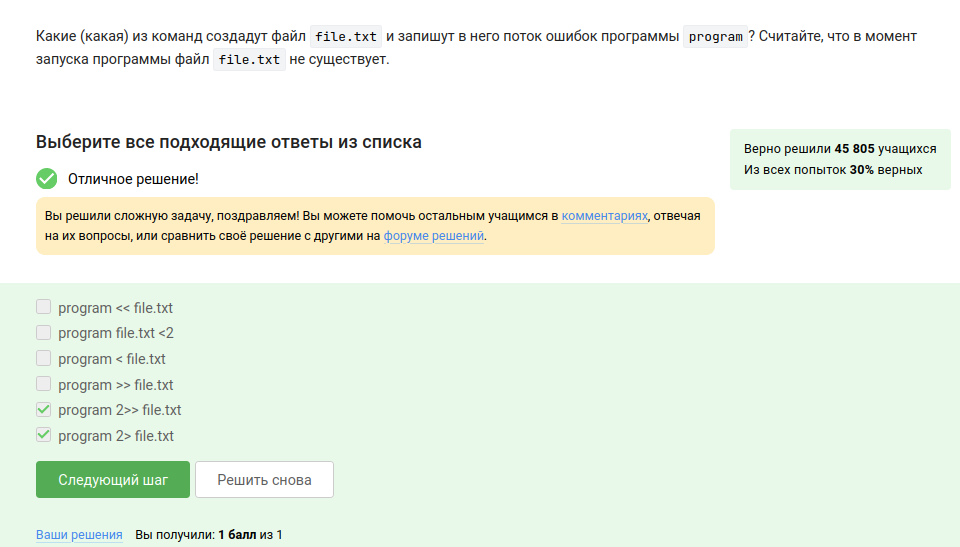 Какие (какая) из команд создадут файл file.txt и запишут в него поток ошибок программы program? Считайте, что в момент
запуска программы файл file.txt не существует.
Выберите все подходящие ответы из списка
Верно решили 45 805 учащихся
Из всех попыток 30% верных
Отличное решение!
Вы решили сложную задачу, поздравляем! Вы можете помочь остальным учащимся в комментариях, отвечая
на их вопросы, или сравнить своё решение с другими на форуме решений.
program << file.txt
program file.txt <2
program < file.txt
program >> file.txt
program 2>> file.txt
program 2> file.txt
Следующий шаг
Решить снова
Ваши решения Вы получили: 1 балл из 1